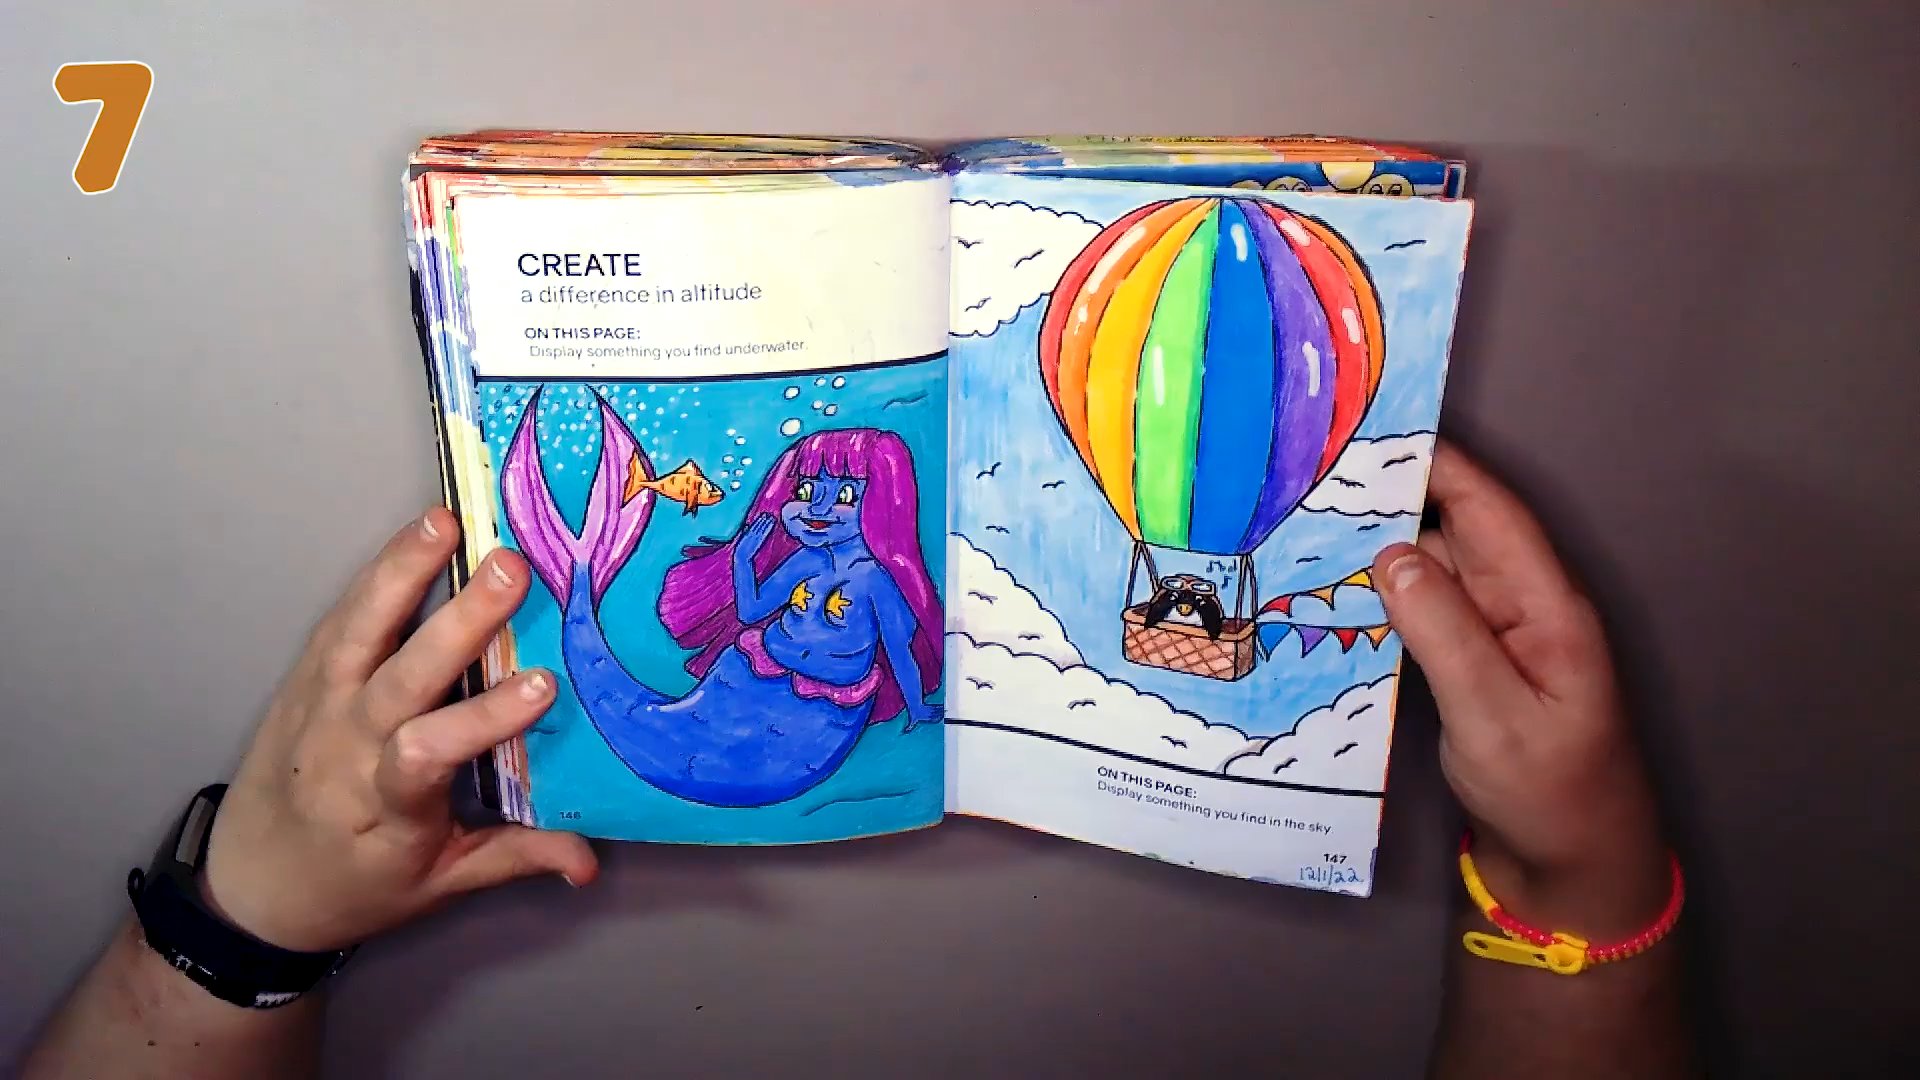 7
CREATE
a difference in altitude
ON THIS PAGE:
Display something you find underwater.
146
ON THIS PAGE:
Display something you find in the sky.
147
12/1/22